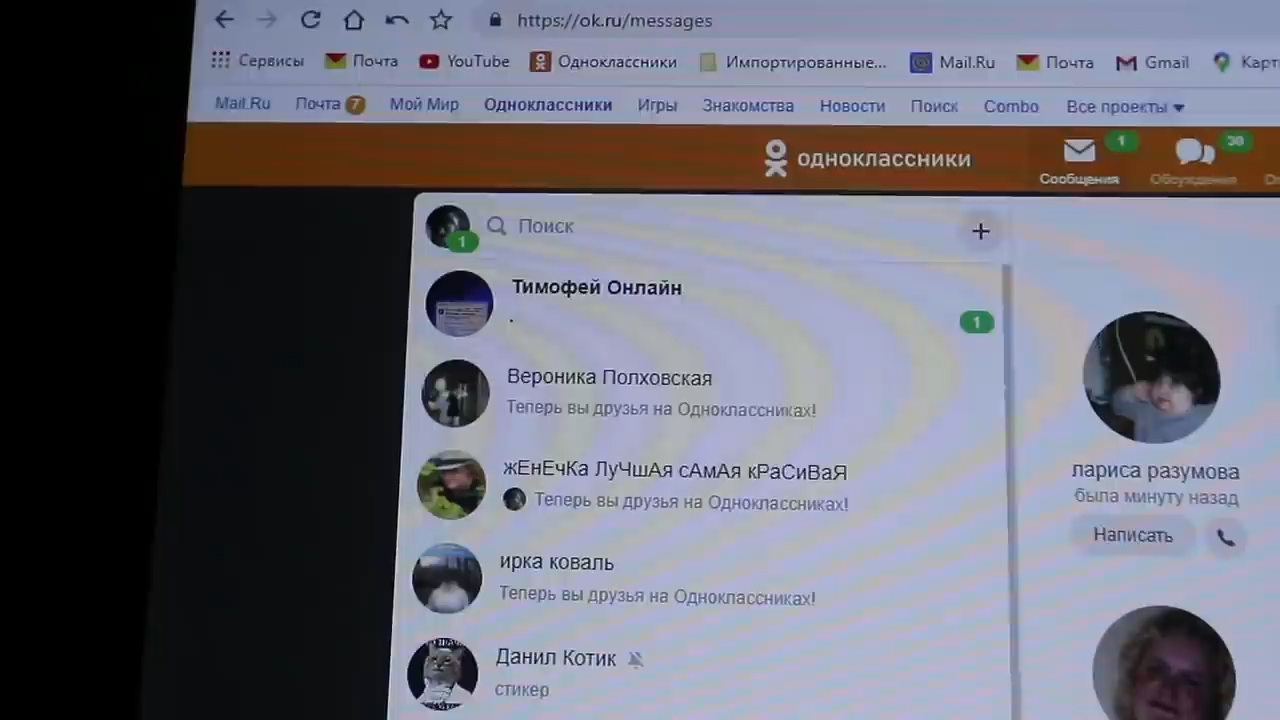 https://ok.ru/messages
Сервисы Почта YouTube Одноклассники Импортированные... Mail.Ru Почта Gmail
Mail.Ru Почта 7 Мой Мир Одноклассники Игры Знакомства Новости Поиск Combo Все проекты
одноклассники
1
30
Сообщения Обсуждения
1
Поиск
+
Тимофей Онлайн
.
1
Вероника Полховская
Теперь вы друзья на Одноклассниках!
жЕнЕчКа ЛуЧшАя сАмАя кРаСиВаЯ
Теперь вы друзья на Одноклассниках!
ирка коваль
Теперь вы друзья на Одноклассниках!
Данил Котик
стикер
лариса разумова
была минуту назад
Написать